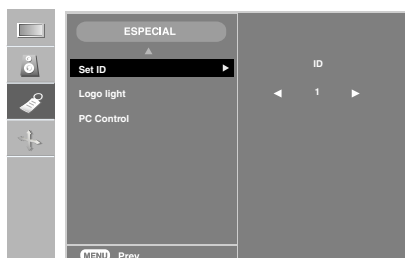 ESPECIAL
Set ID
Logo light
PC Control
ID
1
MENU Prev